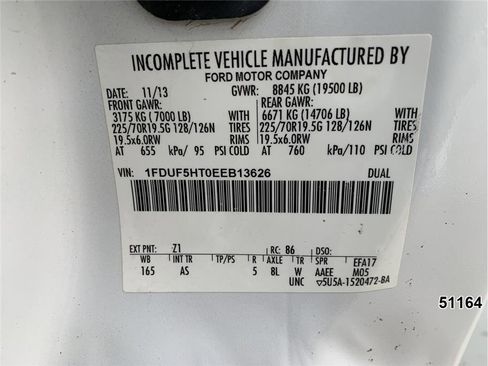 INCOMPLETE VEHICLE MANUFACTURED BY
FORD MOTOR COMPANY
DATE: 11/13 GVWR: 8845 KG (19500 LB)
FRONT GAWR: REAR GAWR:
3175 KG ( 7000 LB) WITH 6671 KG (14706 LB) WITH
225/70R19.5G 128/126N TIRES 225/70R19.5G 128/126N TIRES
19.5x6.0RW RIMS 19.5x6.0RW RIMS
AT 655 kPa/ 95 PSI COLD AT 760 kPa/110 PSI COLD
VIN: 1FDUF5HT0EEB13626 DUAL
EXT PNT: Z1 RC: 86 DSO:
WB INT TR TP/PS R AXLE TR SPR EFA17
165 AS 5 8L W AAEE M05
UNC ▽5U5A-1520472-BA
51164